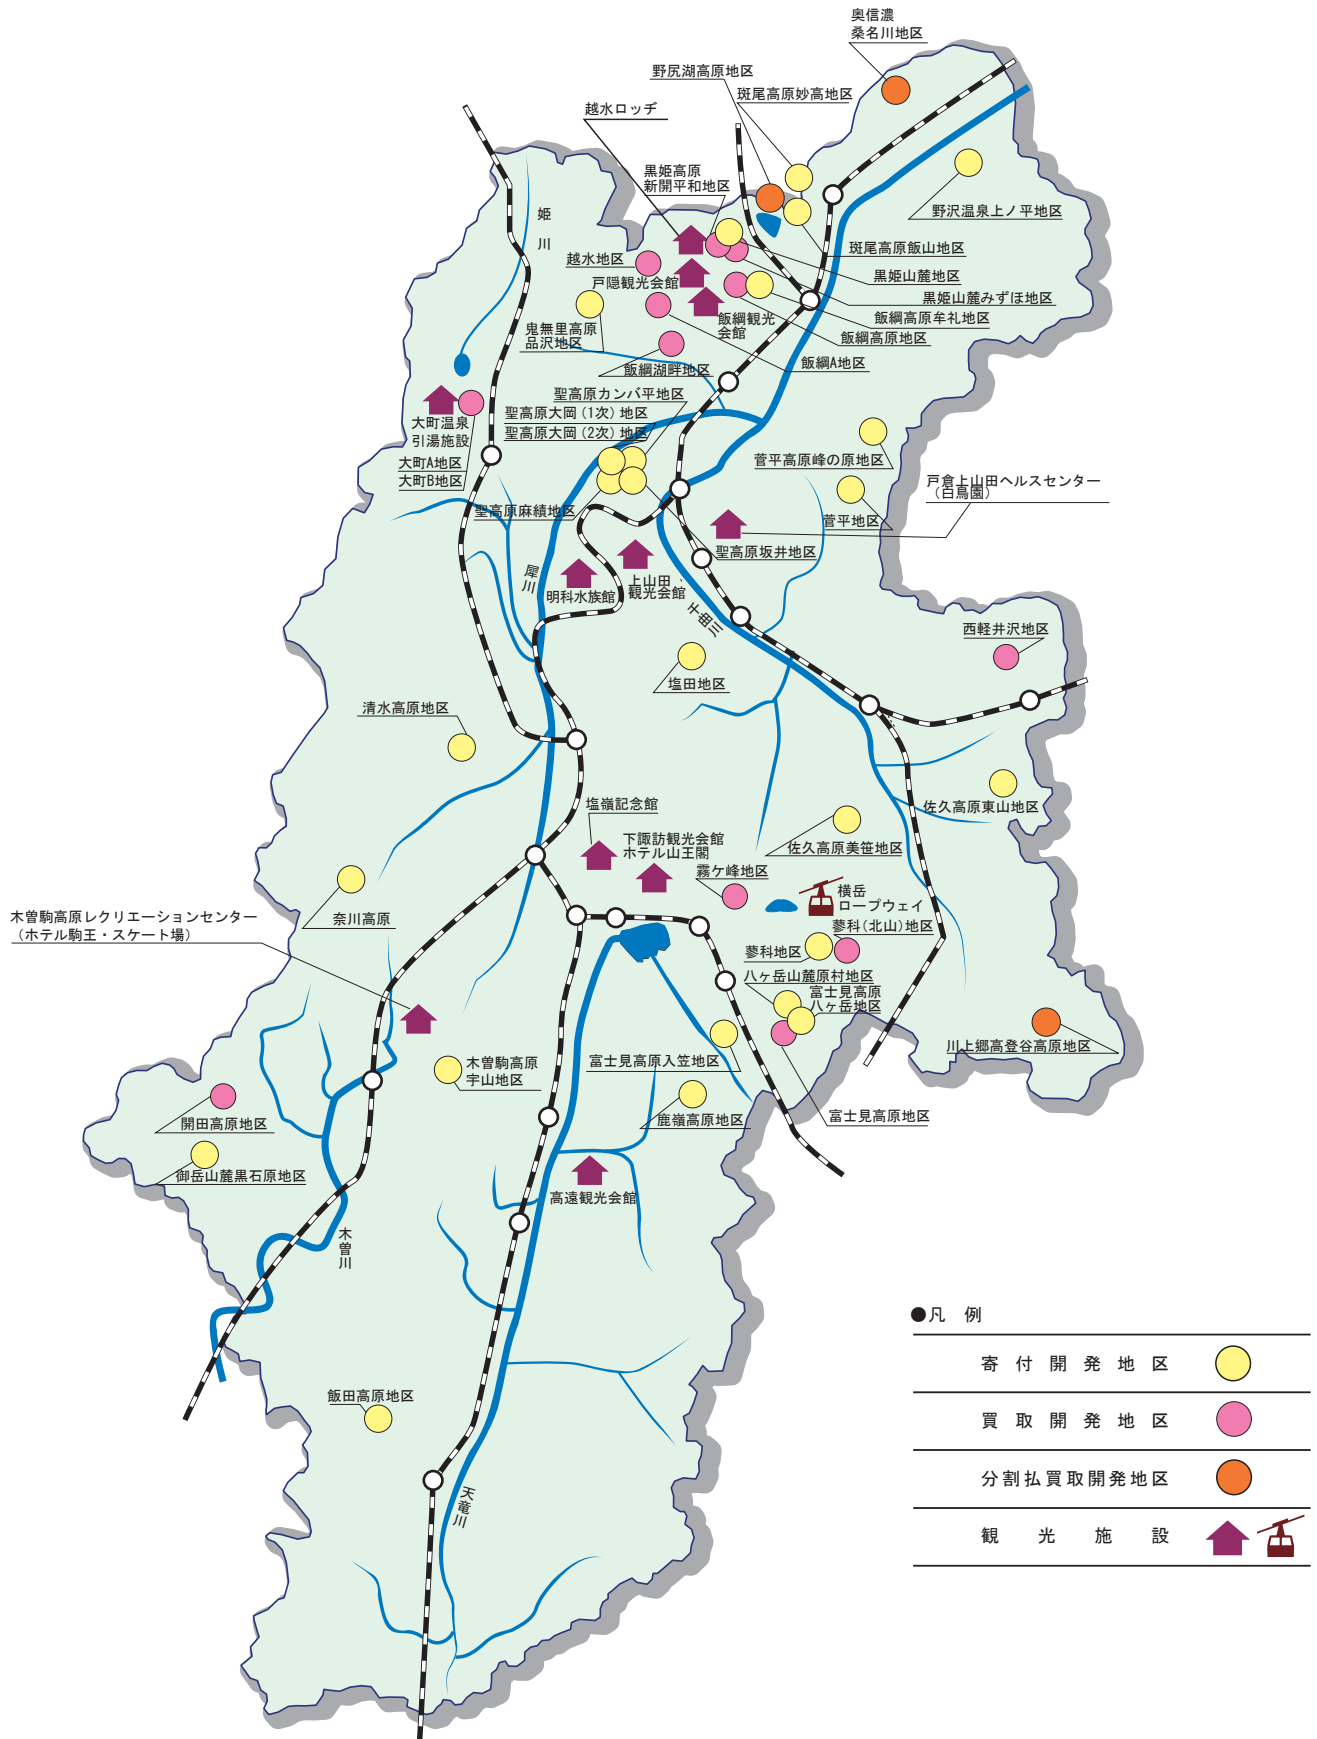 奥信濃
桑名川地区
野尻湖高原地区
斑尾高原妙高地区
越水ロッヂ
黒姫高原
新開平和地区
姫川
野沢温泉上ノ平地区
斑尾高原飯山地区
越水地区
戸隠観光会館
黒姫山麓地区
黒姫山麓みずほ地区
飯綱観光
会館
飯綱高原牟礼地区
飯綱高原地区
鬼無里高原
品沢地区
飯綱A地区
飯綱湖畔地区
聖高原カンバ平地区
聖高原大岡(1次)地区
聖高原大岡(2次)地区
大町温泉
引湯施設
大町A地区
大町B地区
菅平高原峰の原地区
戸倉上山田ヘルスセンター
(白鳥園)
聖高原麻績地区
菅平地区
聖高原坂井地区
犀川
明科水族館
上山田
観光会館
千曲川
西軽井沢地区
塩田地区
清水高原地区
佐久高原東山地区
塩嶺記念館
下諏訪観光会館
ホテル山王閣
佐久高原美笹地区
霧ケ峰地区
横岳
ロープウェイ
奈川高原
木曽駒高原レクリエーションセンター
(ホテル駒王・スケート場)
蓼科(北山)地区
蓼科地区
八ヶ岳山麓原村地区
富士見高原
八ヶ岳地区
川上郷高登谷高原地区
富士見高原入笠地区
木曽駒高原
宇山地区
開田高原地区
鹿嶺高原地区
富士見高原地区
御岳山麓黒石原地区
高遠観光会館
木曽川
飯田高原地区
天竜川
●凡 例
寄付開発地区
買取開発地区
分割払買取開発地区
観光施設